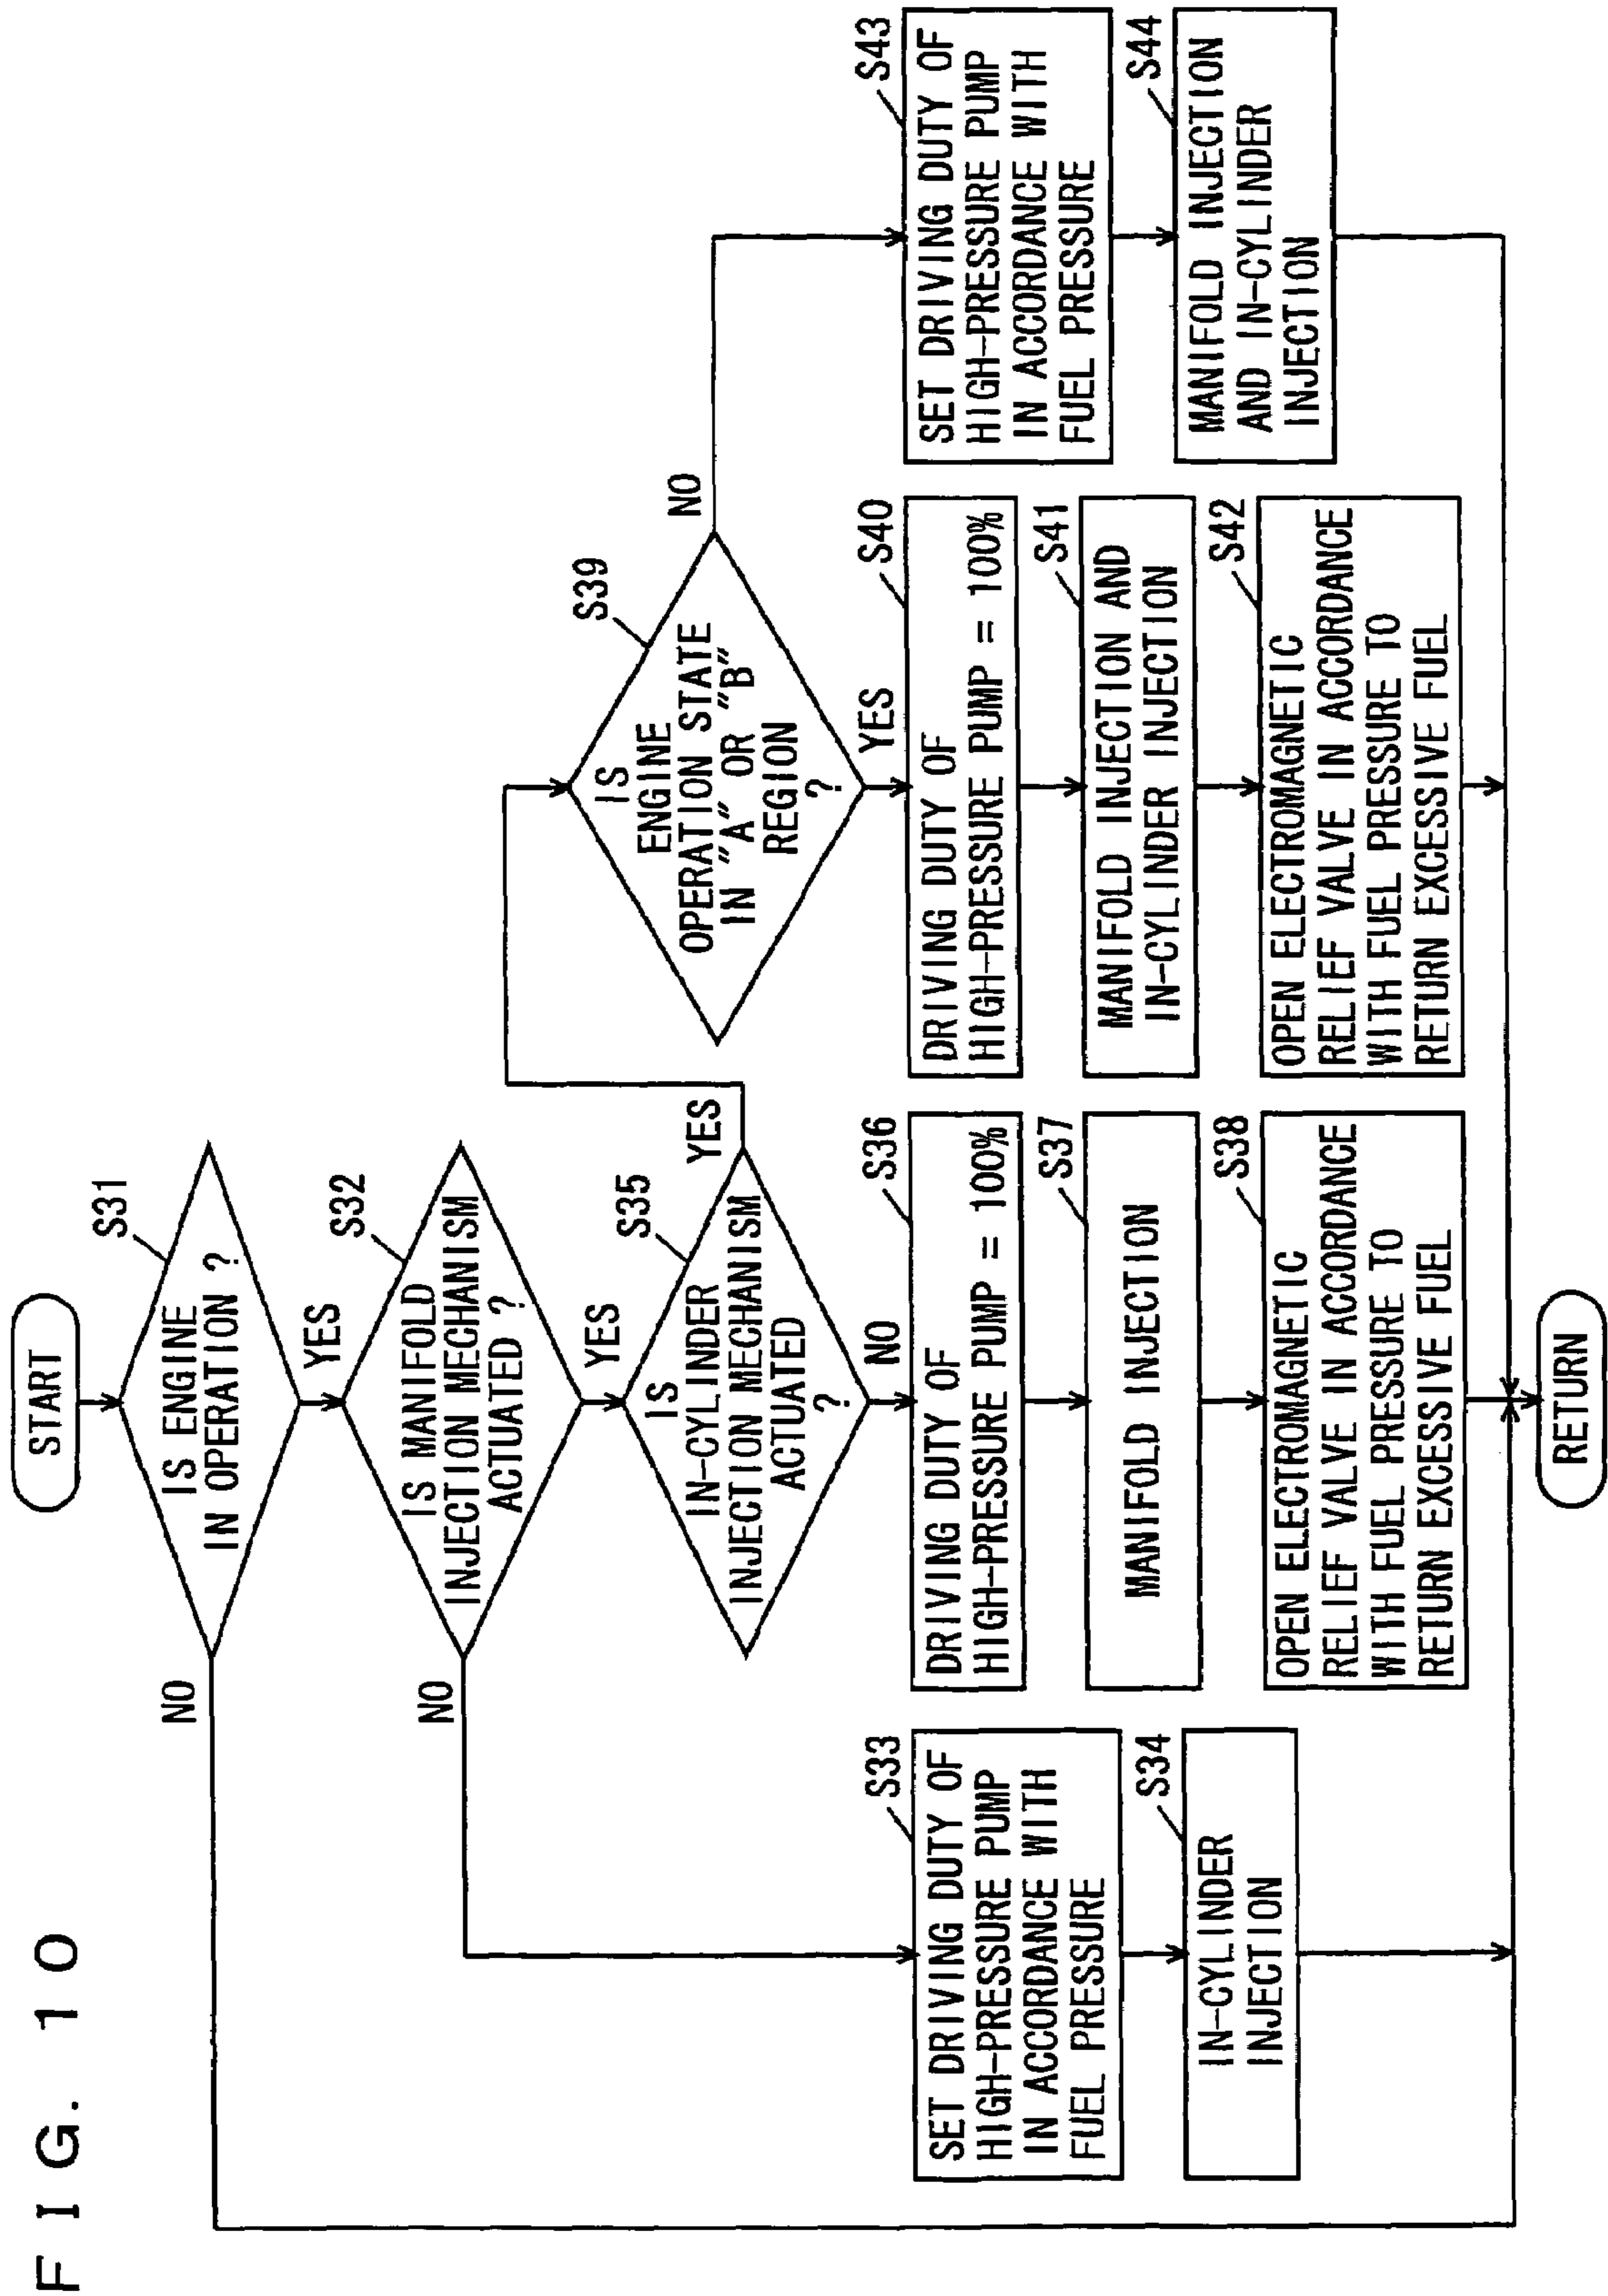 FIG. 10
START
S31
IS ENGINE
IN OPERATION ?
NO
YES
S32
IS MANIFOLD
INJECTION MECHANISM
ACTUATED ?
NO
YES
S35
IS
IN-CYLINDER
INJECTION MECHANISM
ACTUATED
?
YES
NO
S39
IS
ENGINE
OPERATION STATE
IN "A" OR "B"
REGION
?
NO
YES
S33
SET DRIVING DUTY OF
HIGH-PRESSURE PUMP
IN ACCORDANCE WITH
FUEL PRESSURE
S34
IN-CYLINDER
INJECTION
S36
DRIVING DUTY OF
HIGH-PRESSURE PUMP = 100%
S37
MANIFOLD INJECTION
S38
OPEN ELECTROMAGNETIC
RELIEF VALVE IN ACCORDANCE
WITH FUEL PRESSURE TO
RETURN EXCESSIVE FUEL
S40
DRIVING DUTY OF
HIGH-PRESSURE PUMP = 100%
S41
MANIFOLD INJECTION AND
IN-CYLINDER INJECTION
S42
OPEN ELECTROMAGNETIC
RELIEF VALVE IN ACCORDANCE
WITH FUEL PRESSURE TO
RETURN EXCESSIVE FUEL
S43
SET DRIVING DUTY OF
HIGH-PRESSURE PUMP
IN ACCORDANCE WITH
FUEL PRESSURE
S44
MANIFOLD INJECTION
AND IN-CYLINDER
INJECTION
RETURN